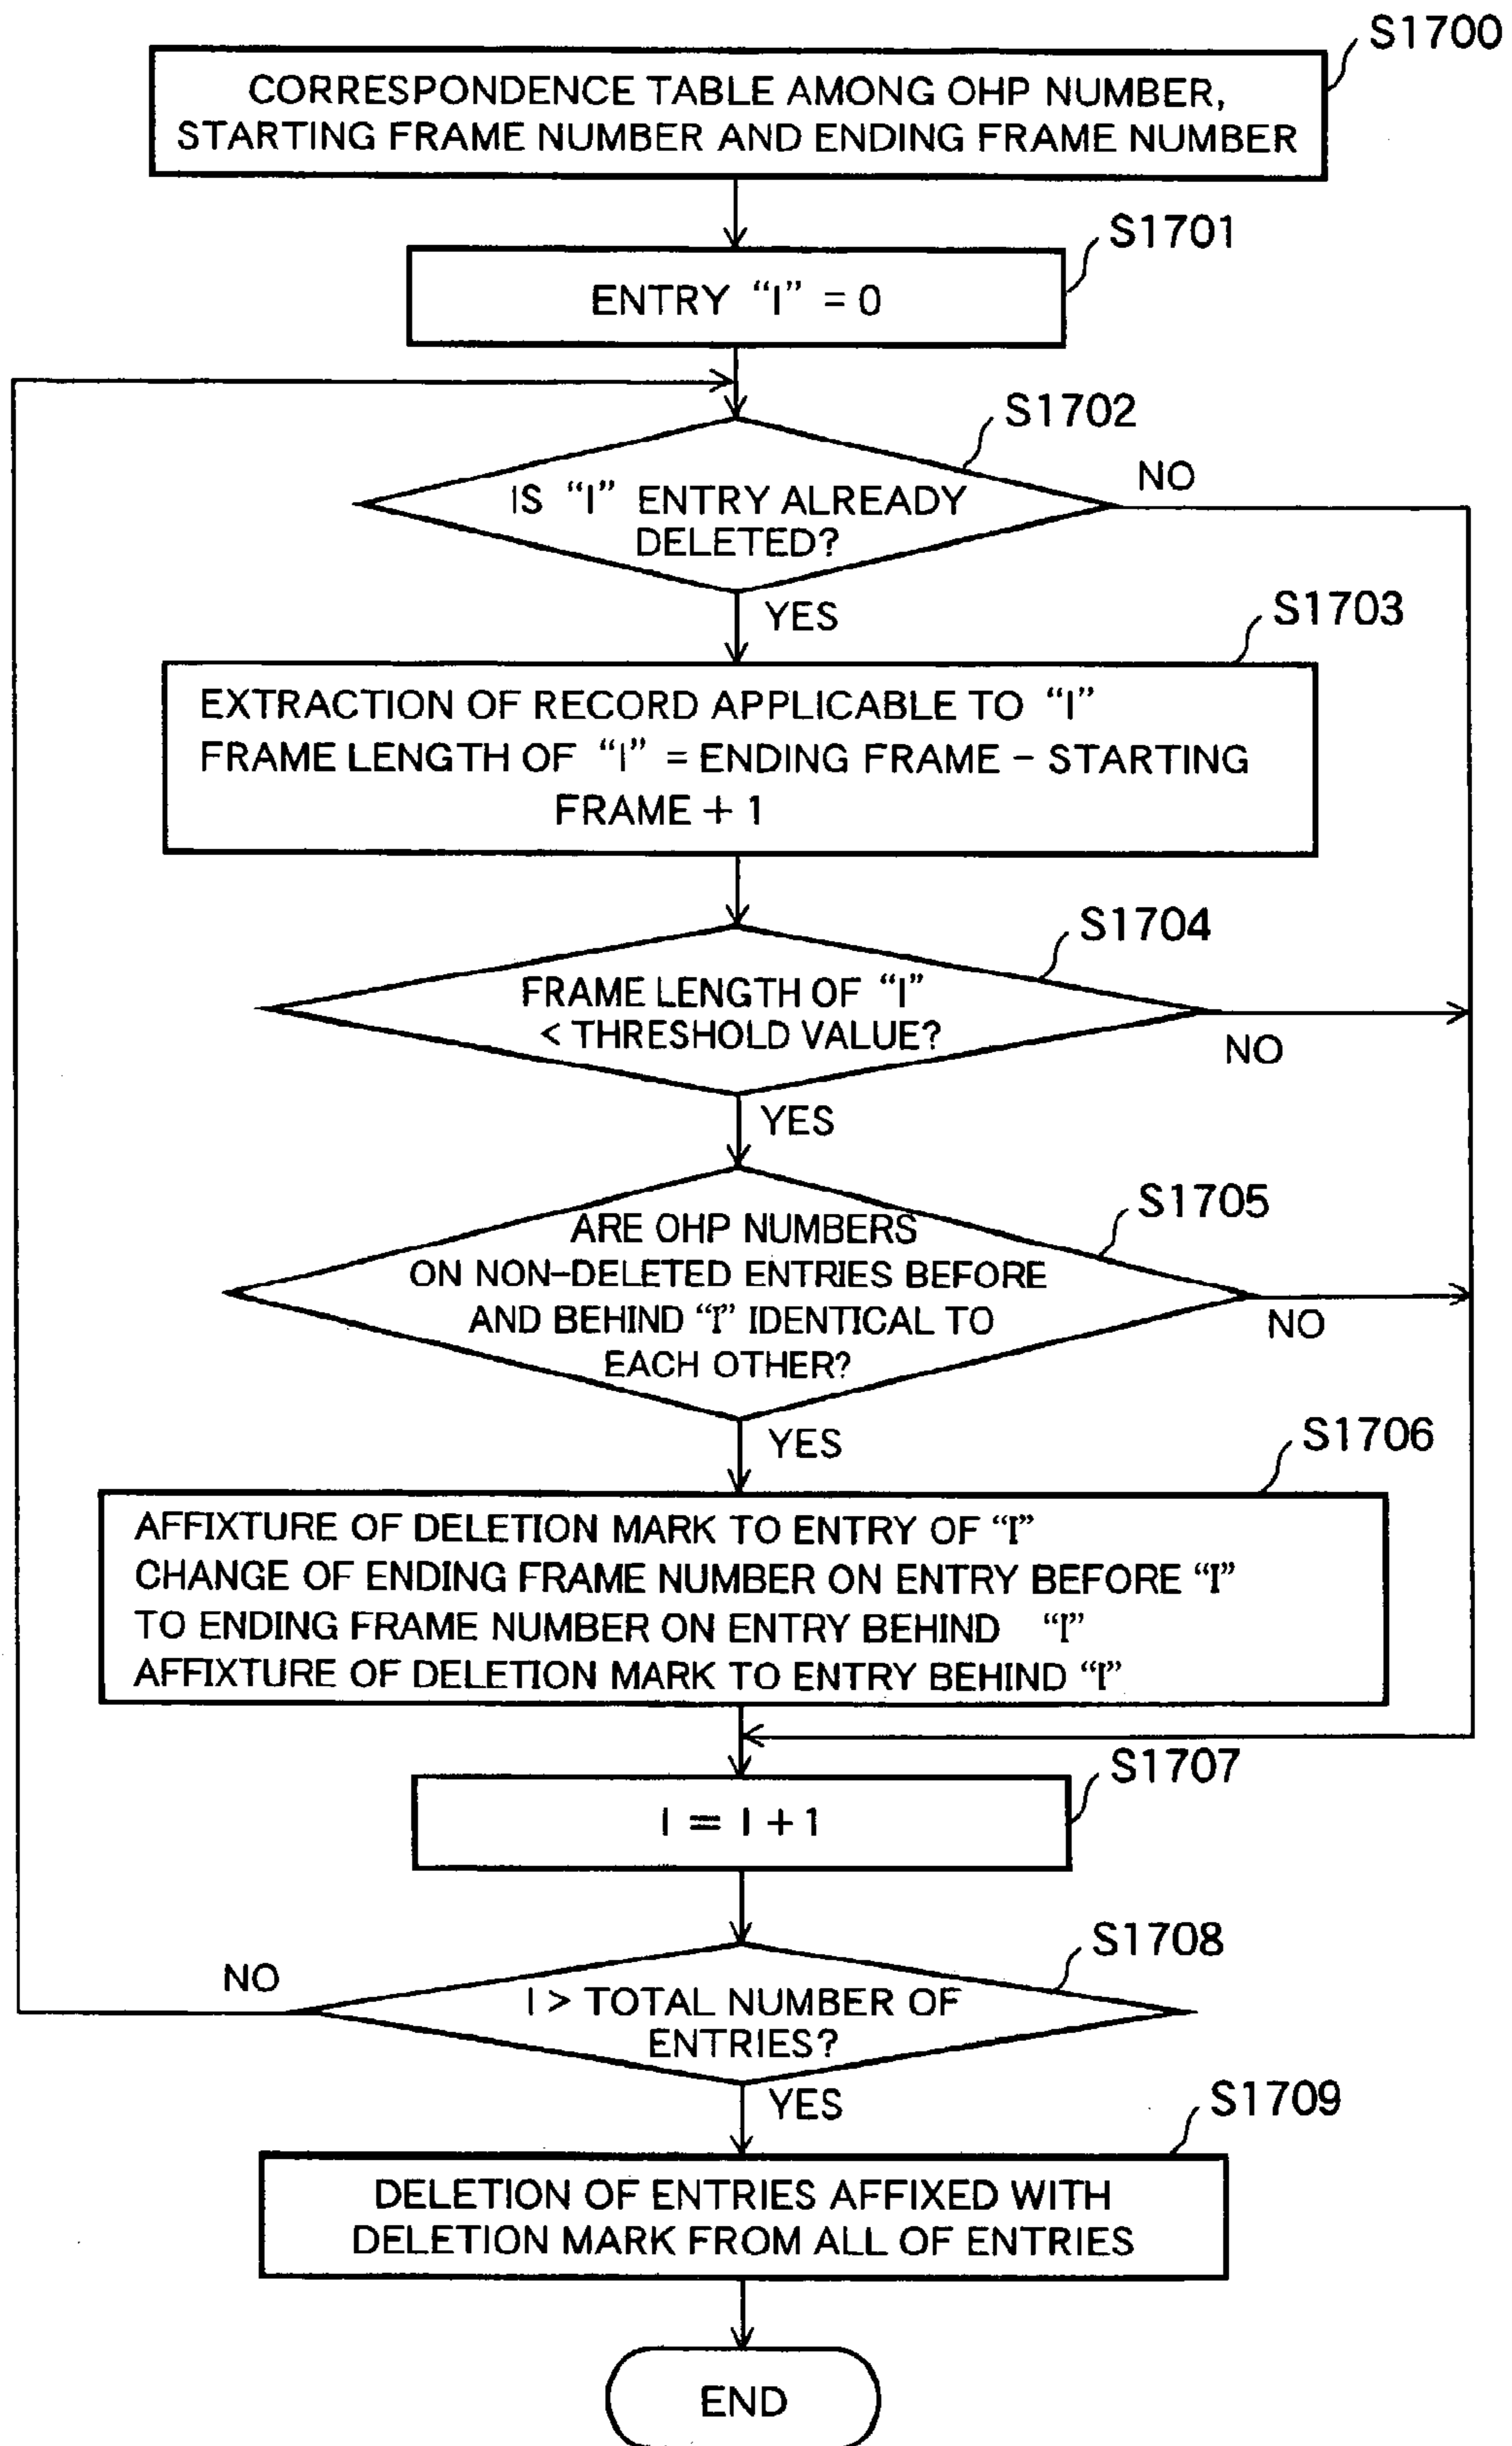 S1700
CORRESPONDENCE TABLE AMONG OHP NUMBER,
STARTING FRAME NUMBER AND ENDING FRAME NUMBER
S1701
ENTRY “I” = 0
S1702
IS “I” ENTRY ALREADY
DELETED?
NO
YES
S1703
EXTRACTION OF RECORD APPLICABLE TO “I”
FRAME LENGTH OF “I” = ENDING FRAME – STARTING
FRAME + 1
S1704
FRAME LENGTH OF “I”
< THRESHOLD VALUE?
NO
YES
S1705
ARE OHP NUMBERS
ON NON-DELETED ENTRIES BEFORE
AND BEHIND “I” IDENTICAL TO
EACH OTHER?
NO
YES
S1706
AFFIXTURE OF DELETION MARK TO ENTRY OF “I”
CHANGE OF ENDING FRAME NUMBER ON ENTRY BEFORE “I”
TO ENDING FRAME NUMBER ON ENTRY BEHIND “I”
AFFIXTURE OF DELETION MARK TO ENTRY BEHIND “I”
S1707
I = I + 1
S1708
NO
I > TOTAL NUMBER OF
ENTRIES?
YES
S1709
DELETION OF ENTRIES AFFIXED WITH
DELETION MARK FROM ALL OF ENTRIES
END